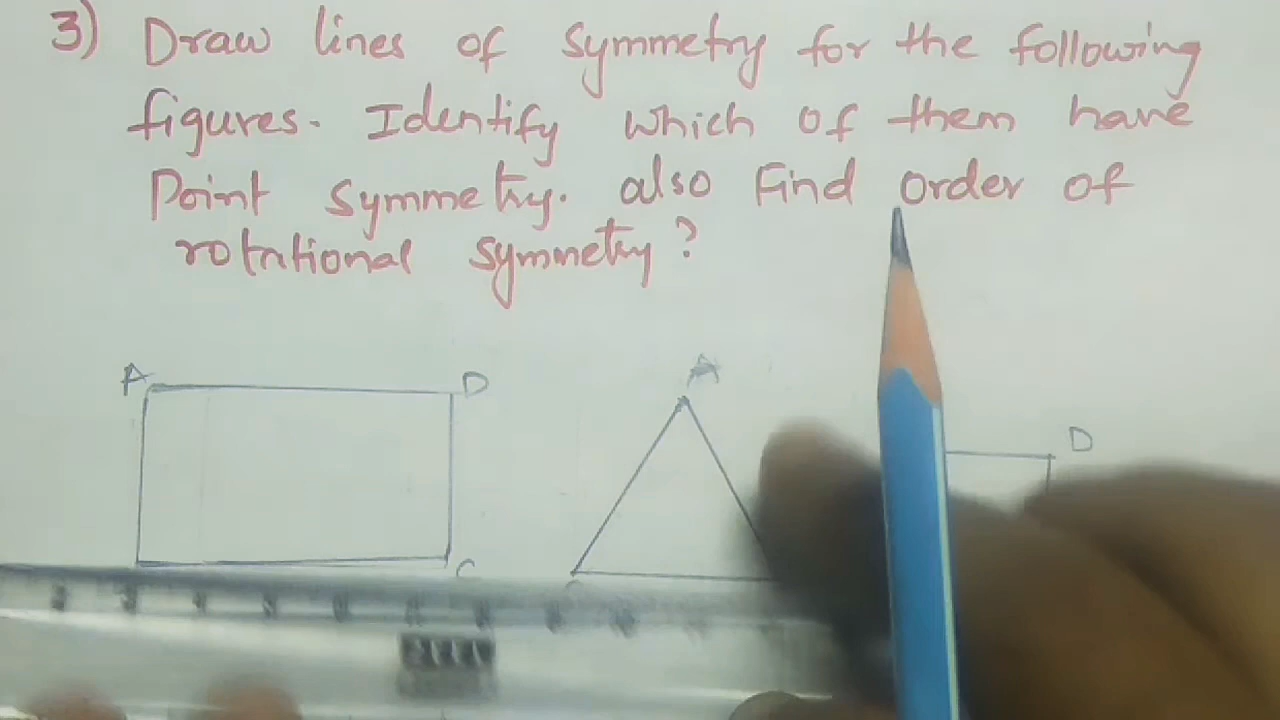 3) Draw lines of symmetry for the following
figures. Identify which of them have
Point symmetry. also Find order of
rotational symmetry?
A D A D
C